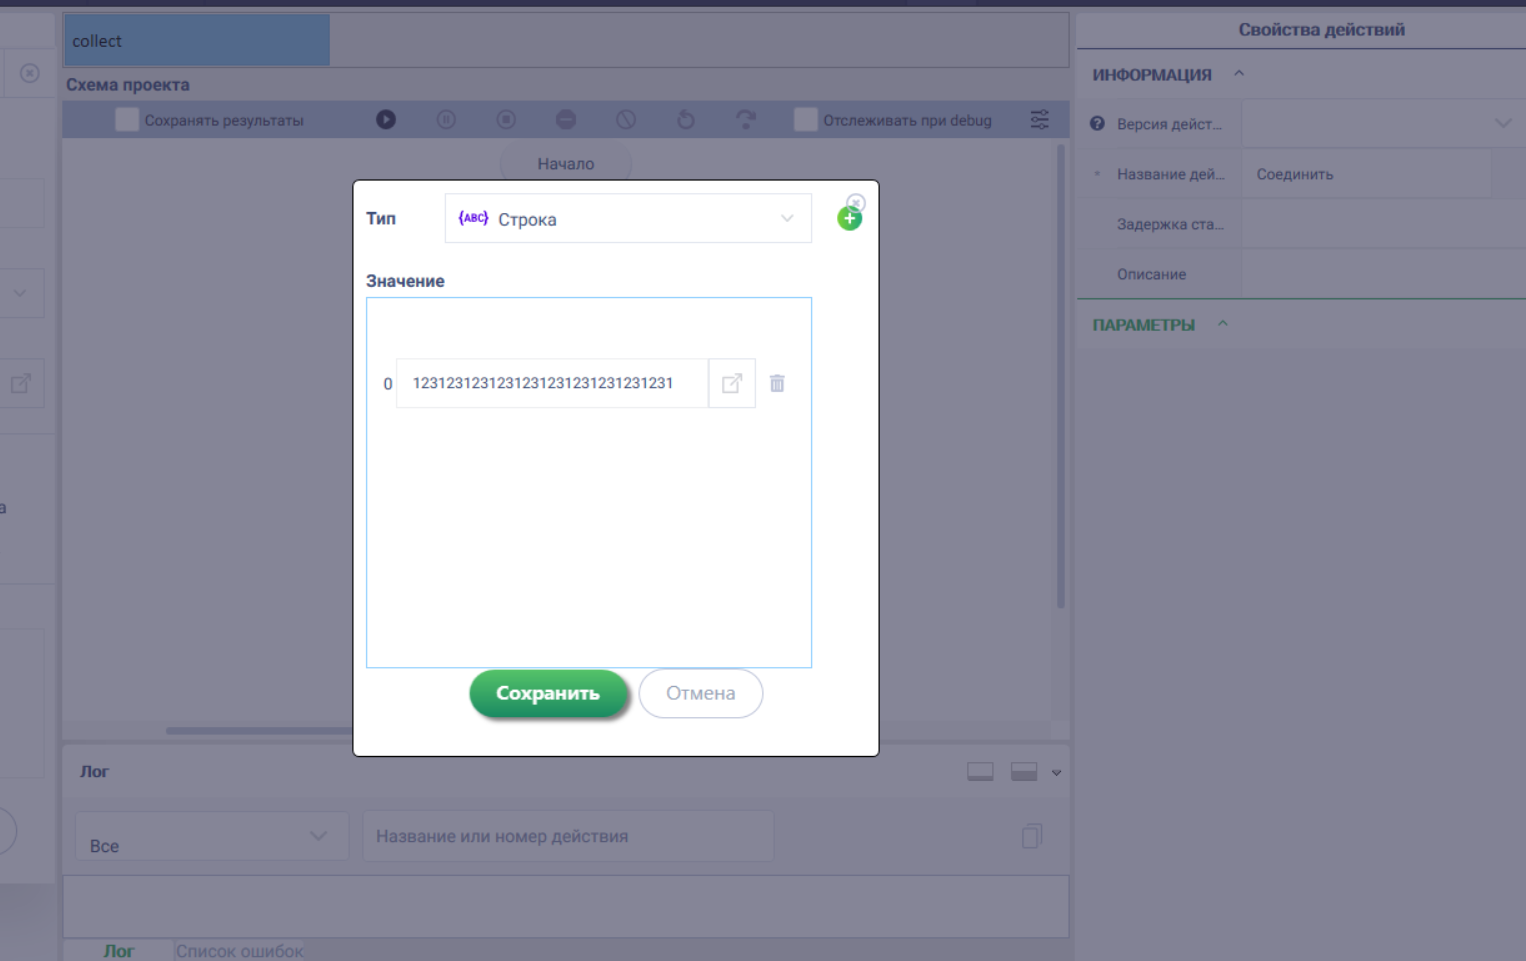 collect
Схема проекта
Сохранять результаты
Отслеживать при debug
Начало
Тип
{ABC} Строка
Значение
0 1231231231231231231231231231231
Сохранить
Отмена
Лог
Все
Название или номер действия
Лог
Список ошибок
а
Свойства действий
ИНФОРМАЦИЯ
Версия дейст...
* Название дей... Соединить
Задержка ста...
Описание
ПАРАМЕТРЫ